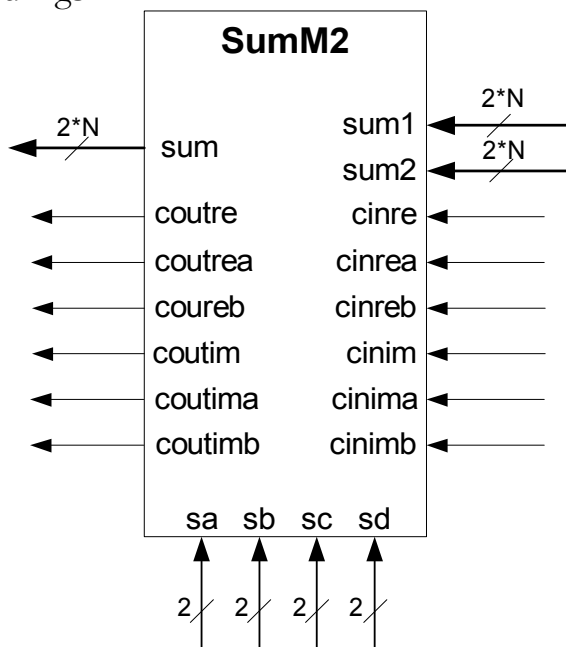 SumM2
2*N sum sum1 2*N
sum2 2*N
coutre cinre
coutrea cinrea
coureb cinreb
coutim cinim
coutima cinima
coutimb cinimb
sa sb sc sd
2 2 2 2